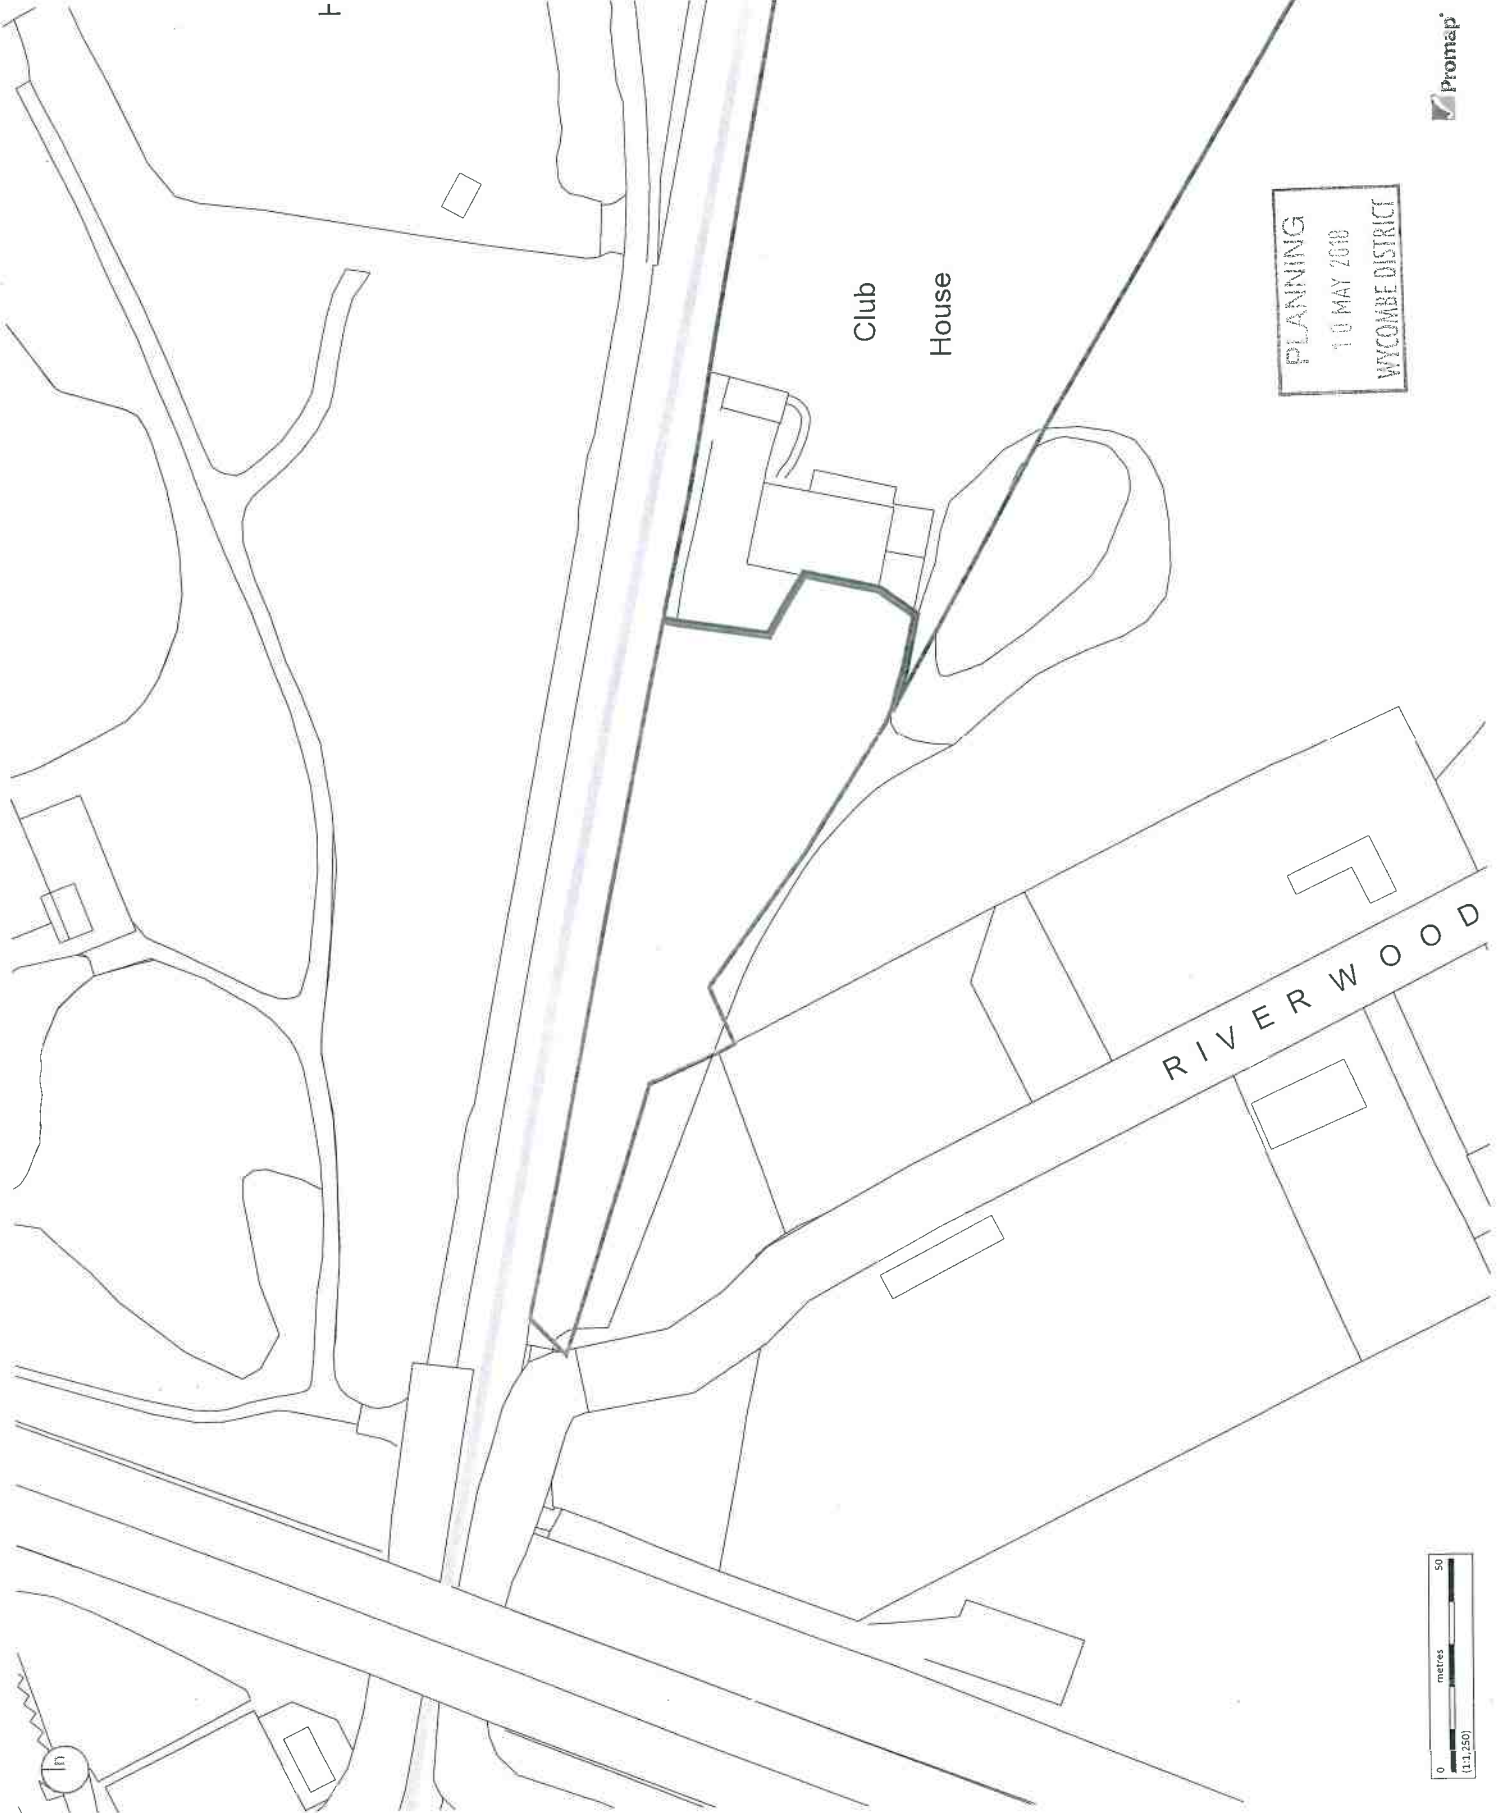 H
Club
House
Promap®
PLANNING
10 MAY 2018
WYCOMBE DISTRICT
RIVERWOOD
0 metres 50
(1:1,250)